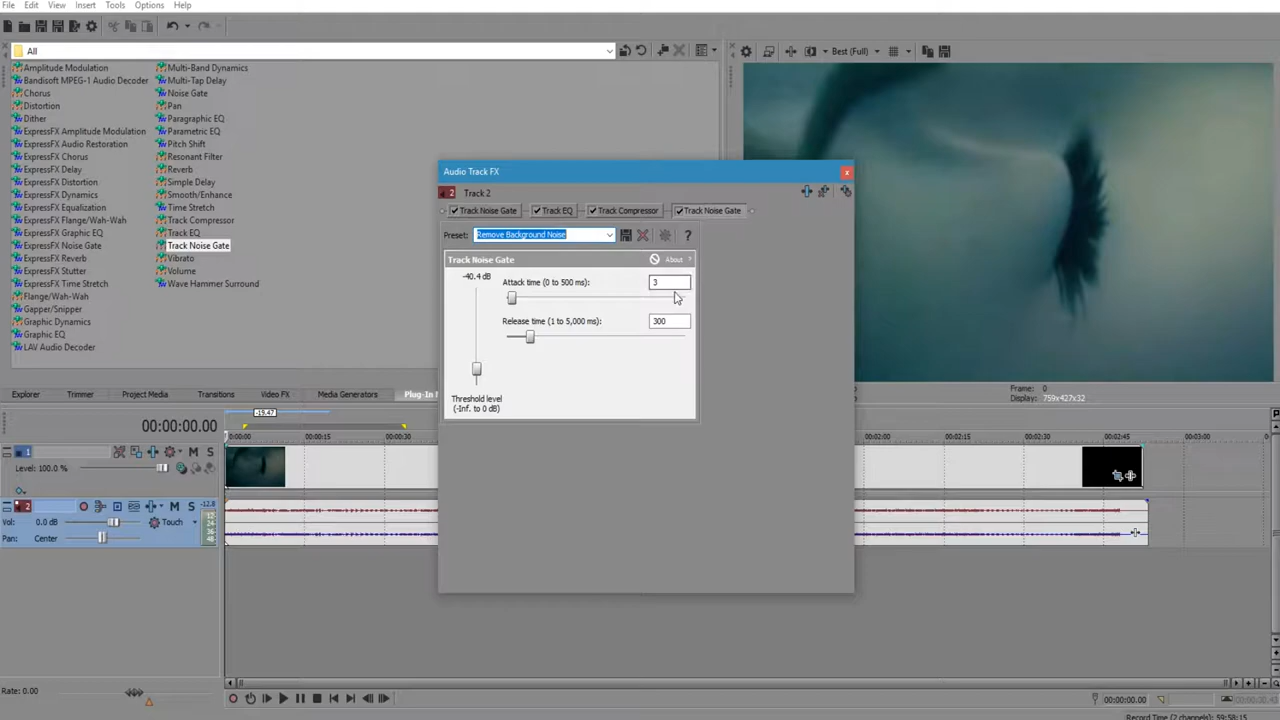 File Edit View Insert Tools Options Help
All
Amplitude Modulation
Bandisoft MPEG-1 Audio Decoder
Chorus
Distortion
Dither
ExpressFX Amplitude Modulation
ExpressFX Audio Restoration
ExpressFX Chorus
ExpressFX Delay
ExpressFX Distortion
ExpressFX Dynamics
ExpressFX Equalization
ExpressFX Flange/Wah-Wah
ExpressFX Graphic EQ
ExpressFX Noise Gate
ExpressFX Reverb
ExpressFX Stutter
ExpressFX Time Stretch
Flange/Wah-Wah
Gapper/Snipper
Graphic Dynamics
Graphic EQ
LAV Audio Decoder
Multi-Band Dynamics
Multi-Tap Delay
Noise Gate
Pan
Paragraphic EQ
Parametric EQ
Pitch Shift
Resonant Filter
Reverb
Simple Delay
Smooth/Enhance
Time Stretch
Track Compressor
Track EQ
Track Noise Gate
Vibrato
Volume
Wave Hammer Surround
Best (Full)
Audio Track FX
x
2 Track 2
Track Noise Gate Track EQ Track Compressor Track Noise Gate
Preset: Remove Background Noise ?
Track Noise Gate About ?
-40.4 dB
Attack time (0 to 500 ms): 3
Release time (1 to 5,000 ms): 300
Threshold level
(-Inf. to 0 dB)
Frame: 0
Display: 759x427x32
Explorer Trimmer Project Media Transitions Video FX Media Generators
-19.47
00:00:00.00
0:00:00 00:00:15 00:00:30 00:02:00 00:02:15 00:02:30 00:02:45 00:03:00
1 M S
Level: 100.0 %
2 M S -12.8
Vol: 0.0 dB Touch
Pan: Center
12
24
36
48
Rate: 0.00
00:00:00.00
Record Time (2 channels): 59:58:15